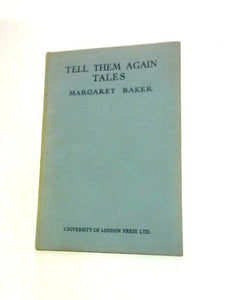 TELL THEM AGAIN
TALES
MARGARET BAKER
UNIVERSITY OF LONDON PRESS LTD.